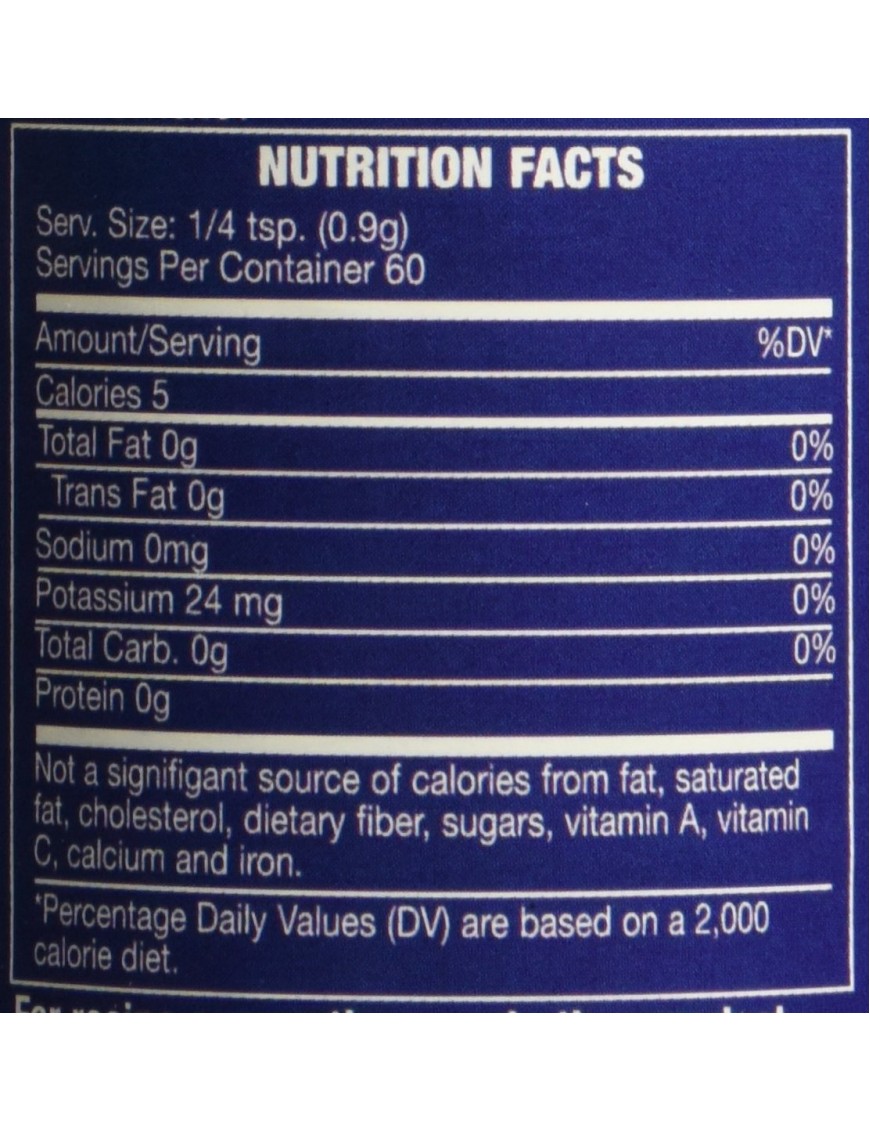 NUTRITION FACTS
Serv. Size: 1/4 tsp. (0.9g)
Servings Per Container 60
Amount/Serving %DV*
Calories 5
Total Fat 0g 0%
Trans Fat 0g 0%
Sodium 0mg 0%
Potassium 24 mg 0%
Total Carb. 0g 0%
Protein 0g
Not a signifigant source of calories from fat, saturated
fat, cholesterol, dietary fiber, sugars, vitamin A, vitamin
C, calcium and iron.
*Percentage Daily Values (DV) are based on a 2,000
calorie diet.
For